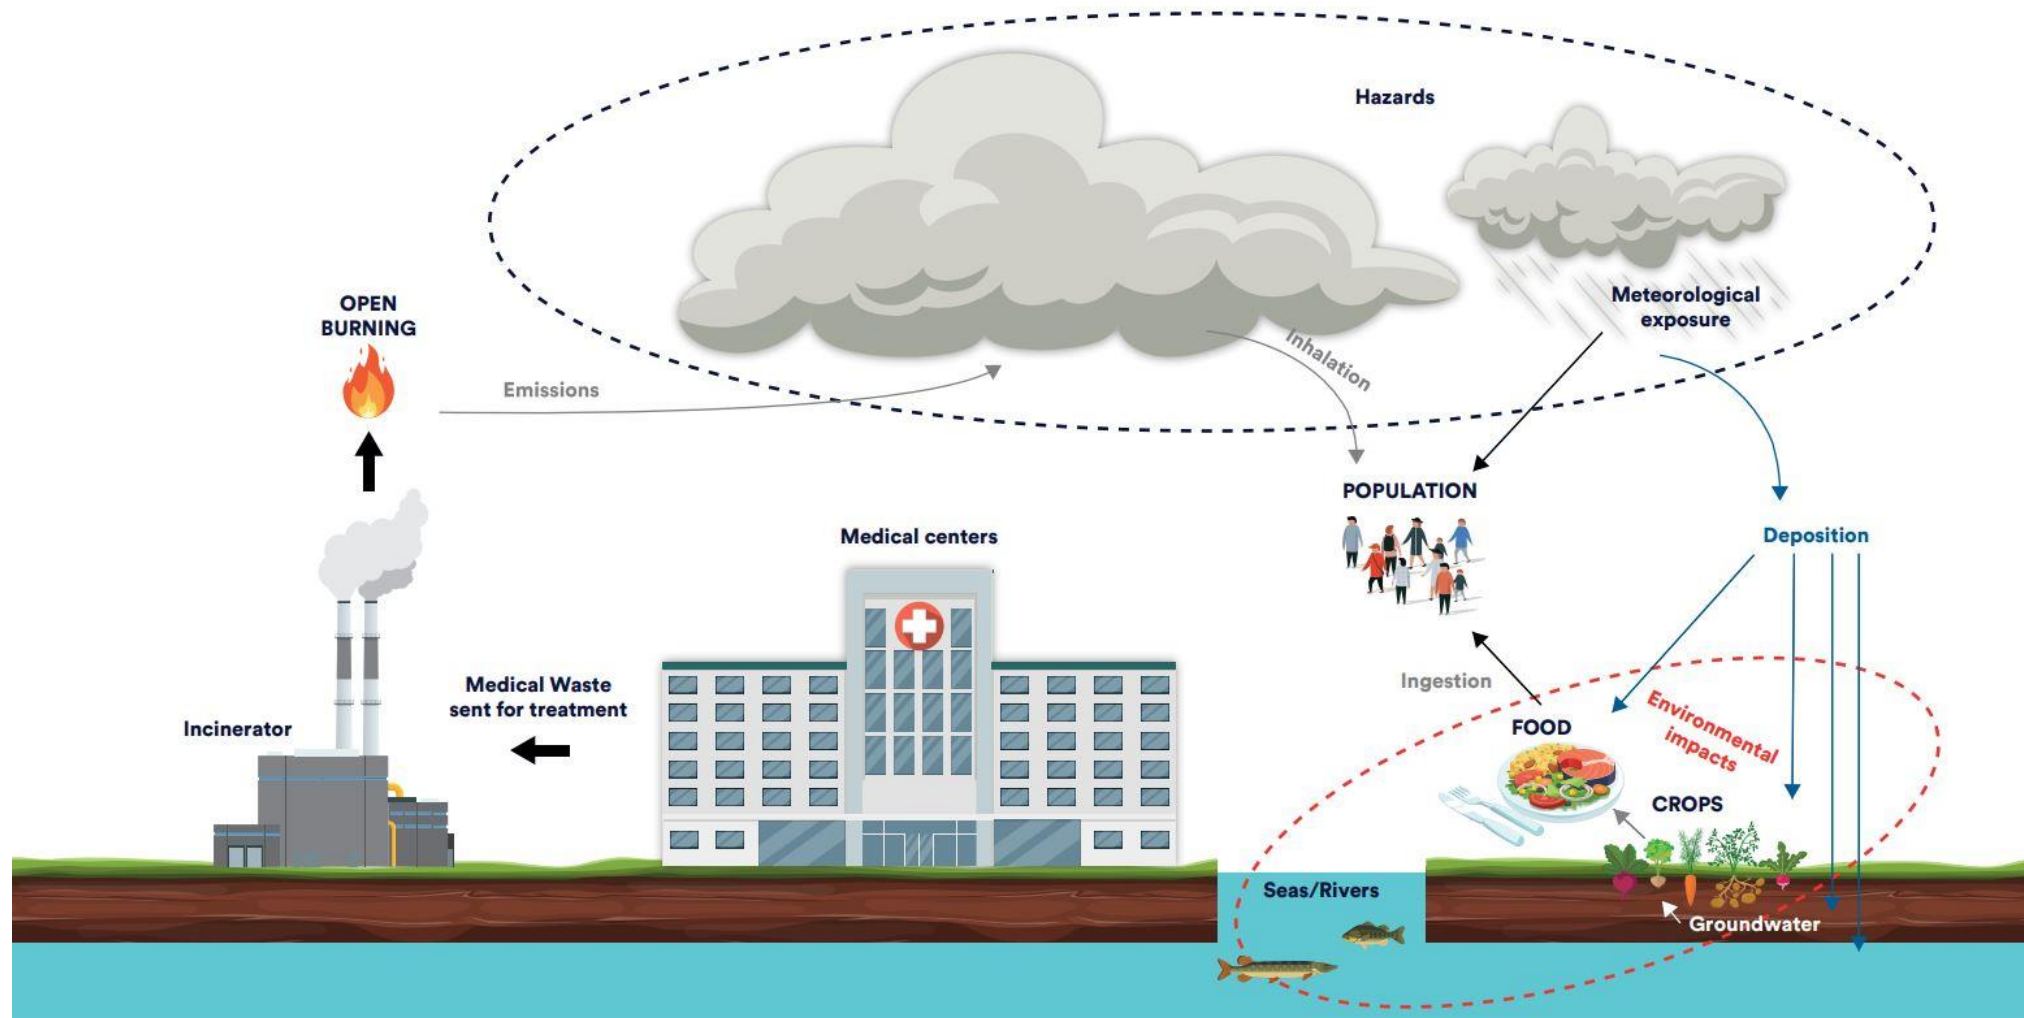 Hazards
Meteorological
exposure
OPEN
BURNING
Emissions
Inhalation
POPULATION
Medical centers
Deposition
Medical Waste
sent for treatment
Incinerator
Ingestion
FOOD
Environmental
impacts
CROPS
Seas/Rivers
Groundwater